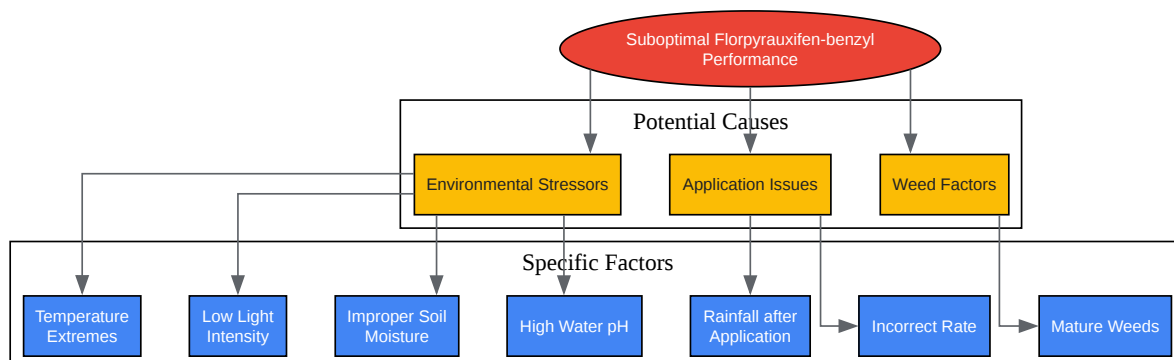 Suboptimal Florpyrauxifen-benzyl
Performance
Potential Causes
Environmental Stressors
Application Issues
Weed Factors
Specific Factors
Temperature
Extremes
Low Light
Intensity
Improper Soil
Moisture
High Water pH
Rainfall after
Application
Incorrect Rate
Mature Weeds